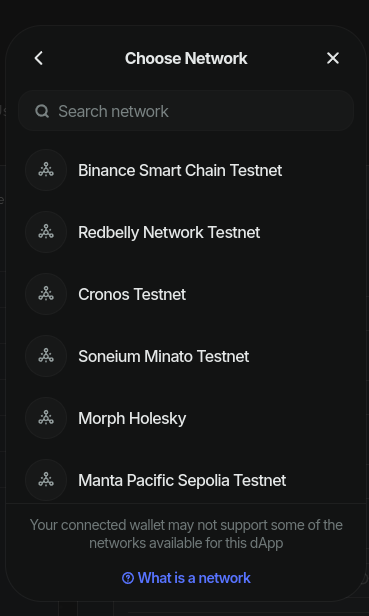 Choose Network
Search network
Binance Smart Chain Testnet
Redbelly Network Testnet
Cronos Testnet
Soneium Minato Testnet
Morph Holesky
Manta Pacific Sepolia Testnet
Your connected wallet may not support some of the
networks available for this dApp
What is a network